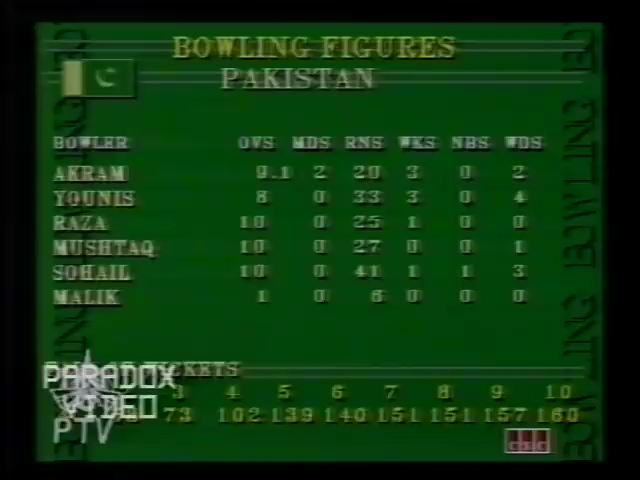 BOWLING FIGURES
PAKISTAN
BOWLER OVS MDS RNS WKS NBS WDS
AKRAM 9.1 2 20 3 0 2
YOUNIS 8 0 33 3 0 4
RAZA 10 0 25 1 0 0
MUSHTAQ 10 0 27 0 0 1
SOHAIL 10 0 41 1 1 3
MALIK 1 0 6 0 0 0
3 4 5 6 7 8 9 10
73 102 139 140 151 151 157 160
PARADOX
VIDEO
PTV
CSC
BOWLING
BOWLING